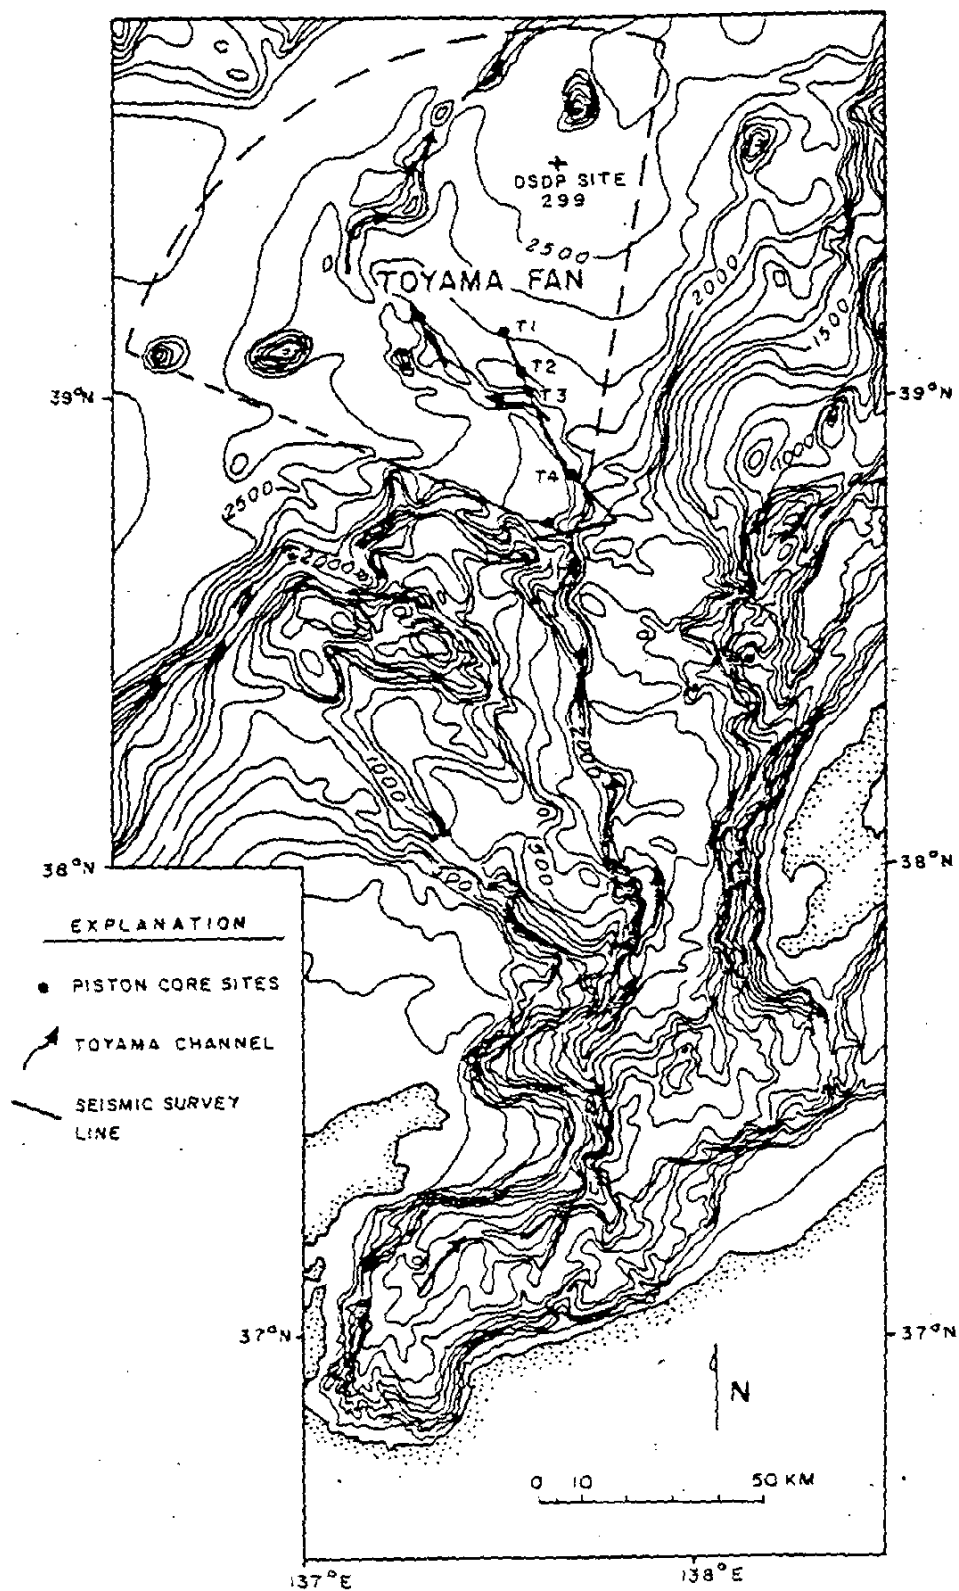 DSDP SITE
299
2500
TOYAMA FAN
2000
1500
T1
T2
T3
39°N
39°N
1000
T4
2500
2000
2000
1000
38°N
38°N
500
1500
EXPLANATION
PISTON CORE SITES
TOYAMA CHANNEL
SEISMIC SURVEY
LINE
37°N
37°N
N
0 10 50 KM
137°E
138°E